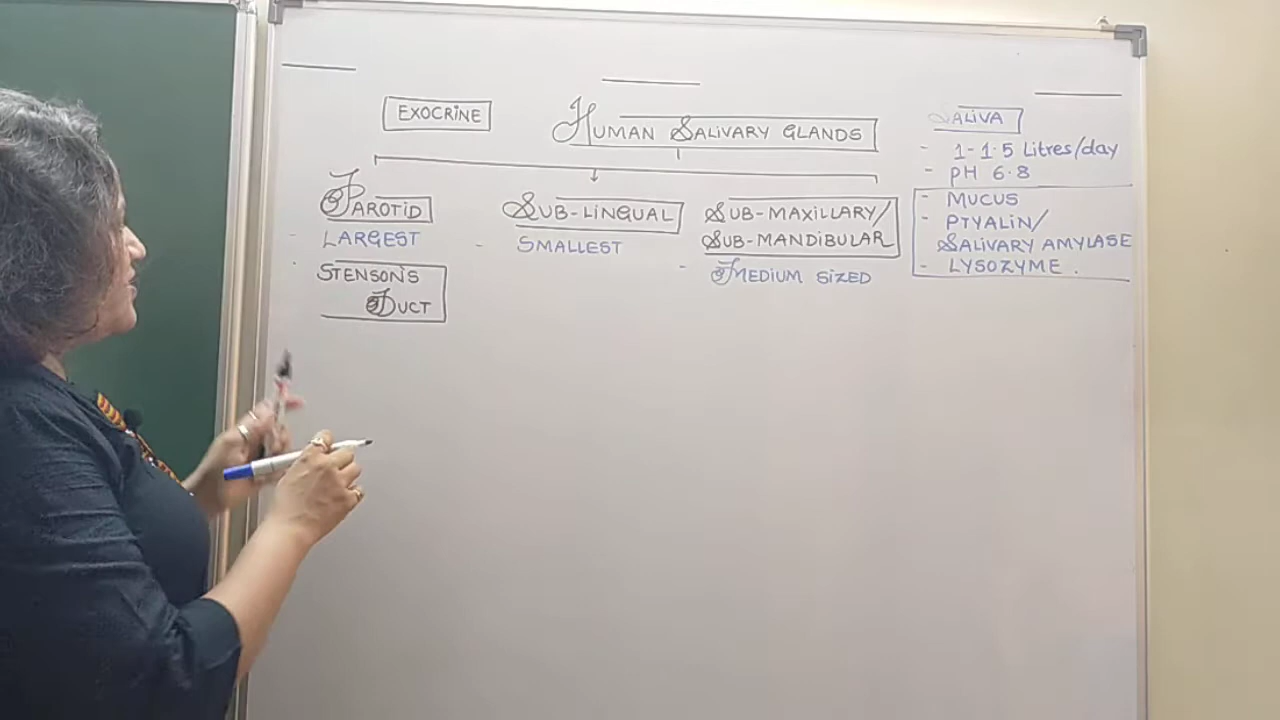 EXOCRINE
HUMAN SALIVARY GLANDS
SALIVA
- 1-1.5 Litres/day
- pH 6.8
- MUCUS
- PTYALIN/
SALIVARY AMYLASE
- LYSOZYME.
PAROTID
- LARGEST
STENSON'S
DUCT
SUB-LINGUAL
- SMALLEST
SUB-MAXILLARY/
SUB-MANDIBULAR
- MEDIUM SIZED